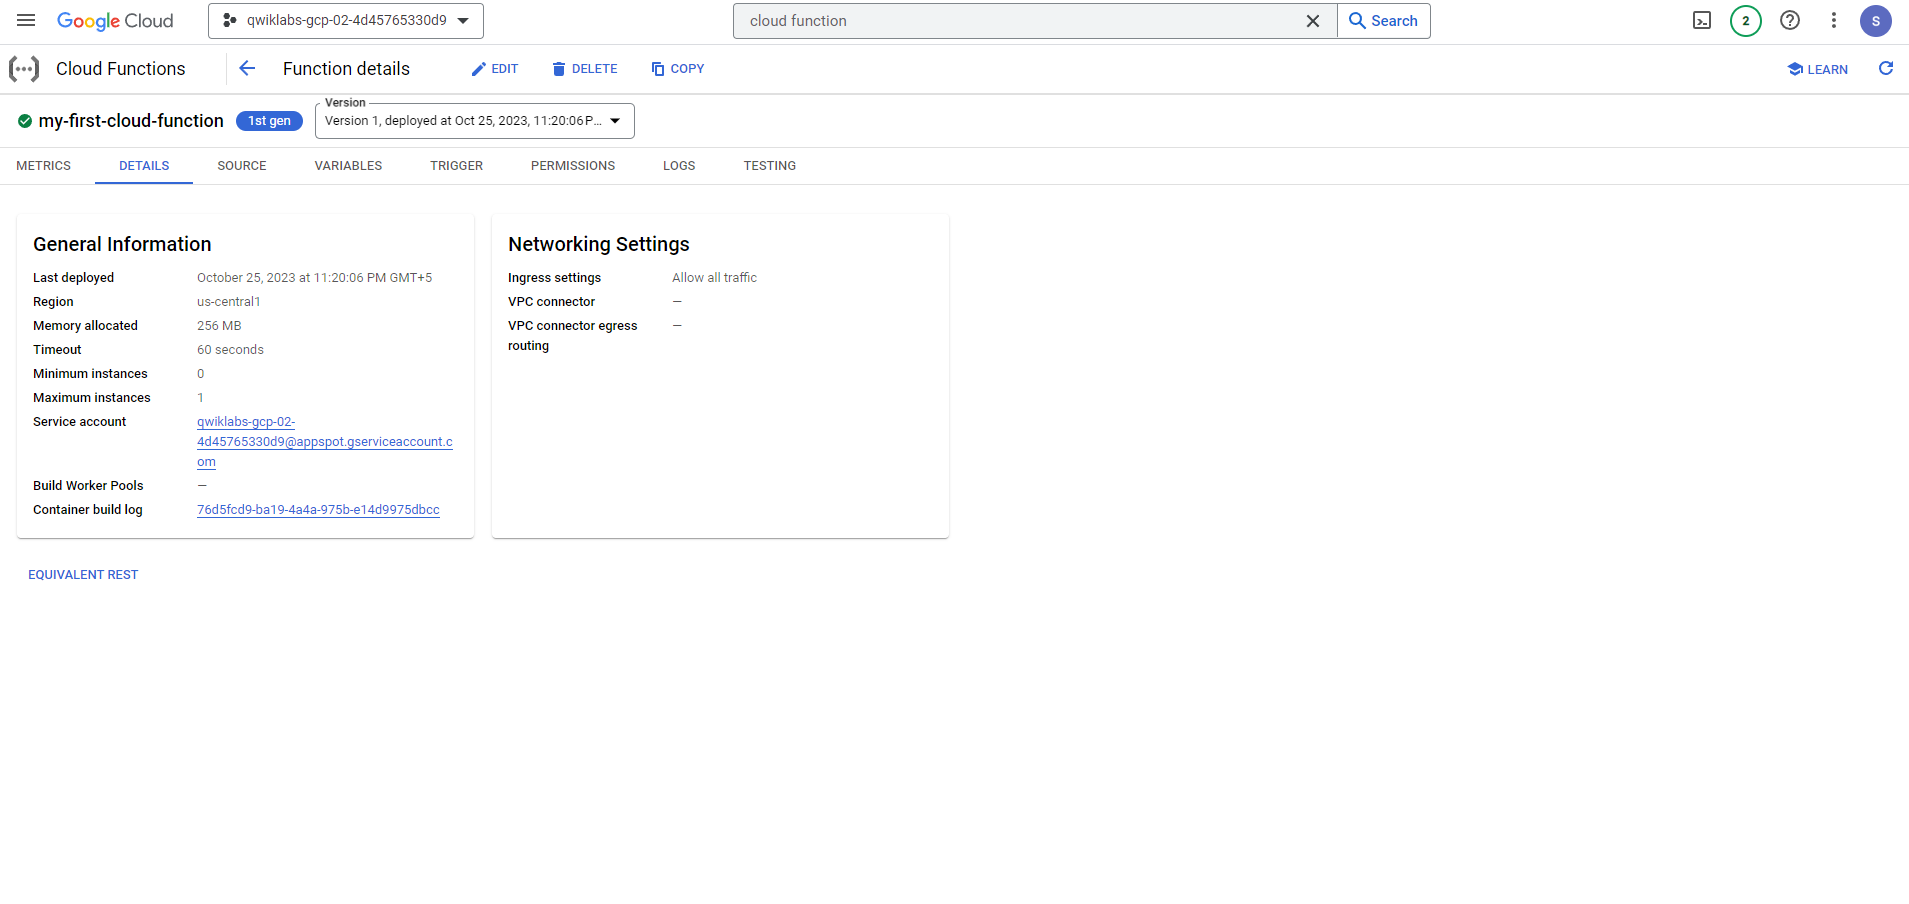 Google Cloud
qwiklabs-gcp-02-4d45765330d9
cloud function
Search
2
S
Cloud Functions
Function details
EDIT
DELETE
COPY
LEARN
my-first-cloud-function
1st gen
Version
Version 1, deployed at Oct 25, 2023, 11:20:06 P...
METRICS
DETAILS
SOURCE
VARIABLES
TRIGGER
PERMISSIONS
LOGS
TESTING
General Information
Last deployed October 25, 2023 at 11:20:06 PM GMT+5
Region us-central1
Memory allocated 256 MB
Timeout 60 seconds
Minimum instances 0
Maximum instances 1
Service account qwiklabs-gcp-02-
4d45765330d9@appspot.gserviceaccount.c
om
Build Worker Pools —
Container build log 76d5fcd9-ba19-4a4a-975b-e14d9975dbcc
Networking Settings
Ingress settings Allow all traffic
VPC connector —
VPC connector egress —
routing
EQUIVALENT REST